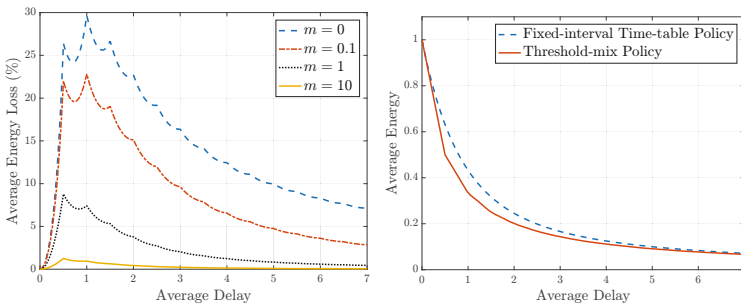 30
25
20
15
10
5
0
0 1 2 3 4 5 6 7
Average Energy Loss (%)
Average Delay
m = 0
m = 0.1
m = 1
m = 10
1
0.8
0.6
0.4
0.2
0
0 1 2 3 4 5 6
Average Energy
Average Delay
Fixed-interval Time-table Policy
Threshold-mix Policy